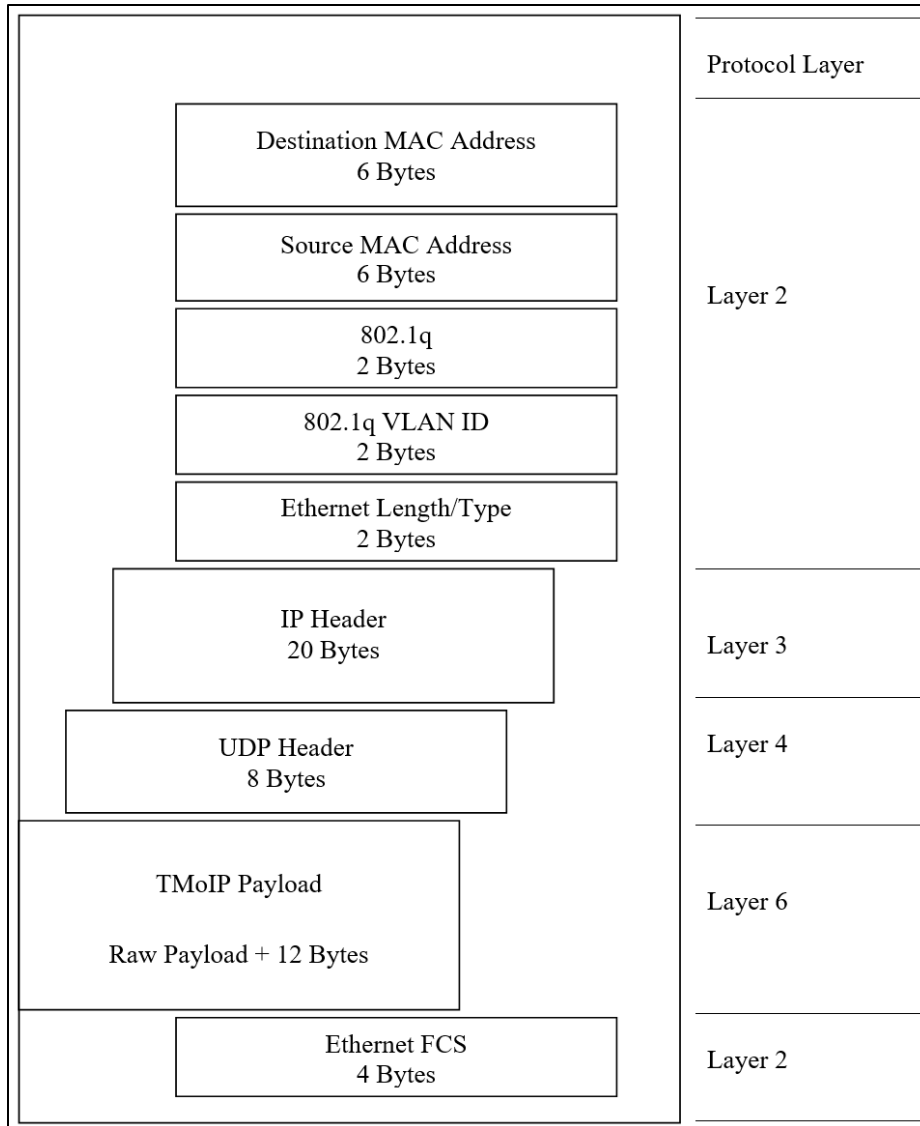 Protocol Layer
Destination MAC Address
6 Bytes
Source MAC Address
6 Bytes
Layer 2
802.1q
2 Bytes
802.1q VLAN ID
2 Bytes
Ethernet Length/Type
2 Bytes
IP Header
20 Bytes
Layer 3
UDP Header
8 Bytes
Layer 4
TMoIP Payload
Raw Payload + 12 Bytes
Layer 6
Ethernet FCS
4 Bytes
Layer 2